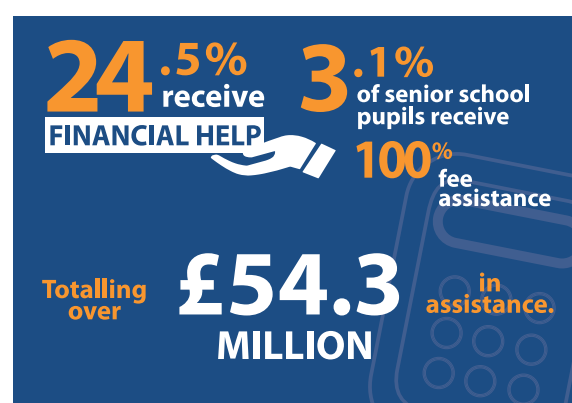 24.5%
receive
FINANCIAL HELP
3.1%
of senior school
pupils receive
100%
fee
assistance
Totalling
over
£54.3
MILLION
in
assistance.